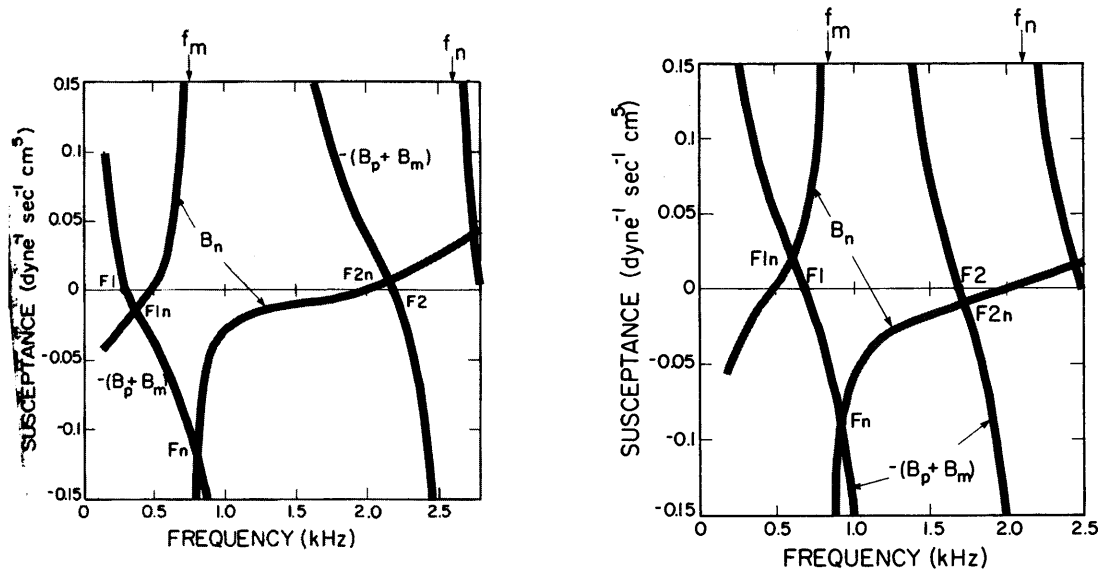 f_m
f_n
0.15
0.1
0.05
0
-0.05
-0.1
-0.15
SUSCEPTANCE (dyne⁻¹ sec⁻¹ cm⁵)
-(B_p + B_m)
B_n
F1
F1n
F2n
F2
-(B_p + B_m)
Fn
0
0.5
1.0
1.5
2.0
2.5
FREQUENCY (kHz)
f_m
f_n
0.15
0.1
0.05
0
-0.05
-0.1
-0.15
SUSCEPTANCE (dyne⁻¹ sec⁻¹ cm⁵)
B_n
F1n
F1
F2
F2n
Fn
-(B_p + B_m)
0
0.5
1.0
1.5
2.0
2.5
FREQUENCY (kHz)